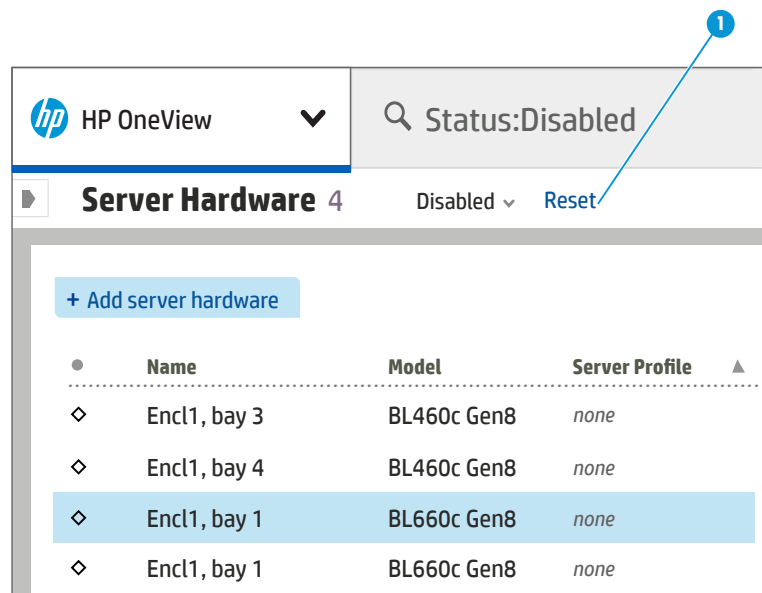 1
hp HP OneView Status:Disabled
Server Hardware 4 Disabled Reset
+ Add server hardware
Name Model Server Profile
Encl1, bay 3 BL460c Gen8 none
Encl1, bay 4 BL460c Gen8 none
Encl1, bay 1 BL660c Gen8 none
Encl1, bay 1 BL660c Gen8 none